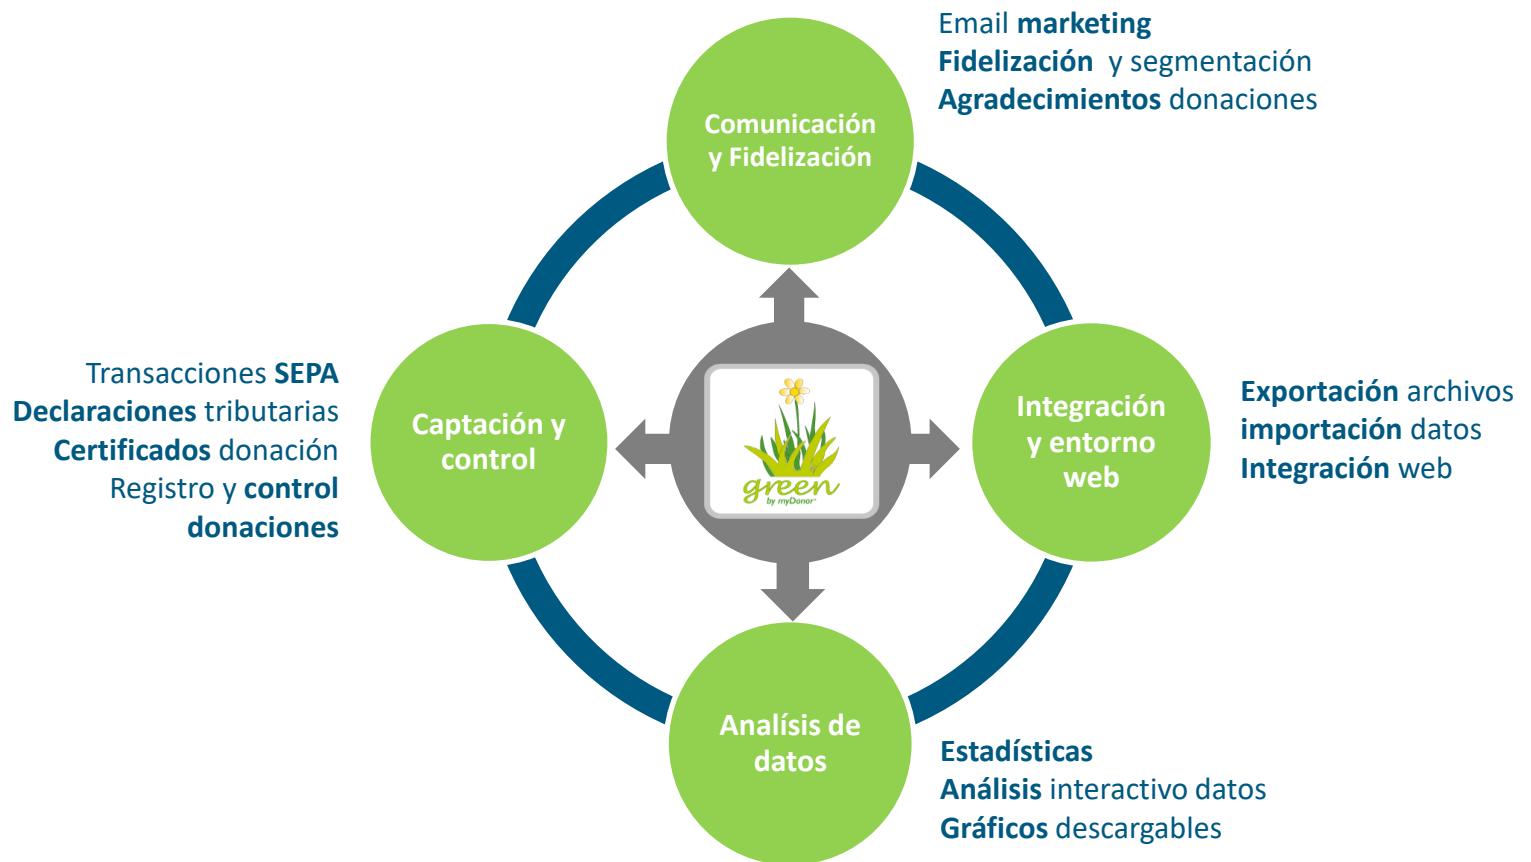 Email marketing
Fidelización y segmentación
Agradecimientos donaciones
Comunicación
y Fidelización
Transacciones SEPA
Declaraciones tributarias
Certificados donación
Registro y control
donaciones
Captación y
control
green
by myDonor
Integración
y entorno
web
Exportación archivos
importación datos
Integración web
Analísis de
datos
Estadísticas
Análisis interactivo datos
Gráficos descargables